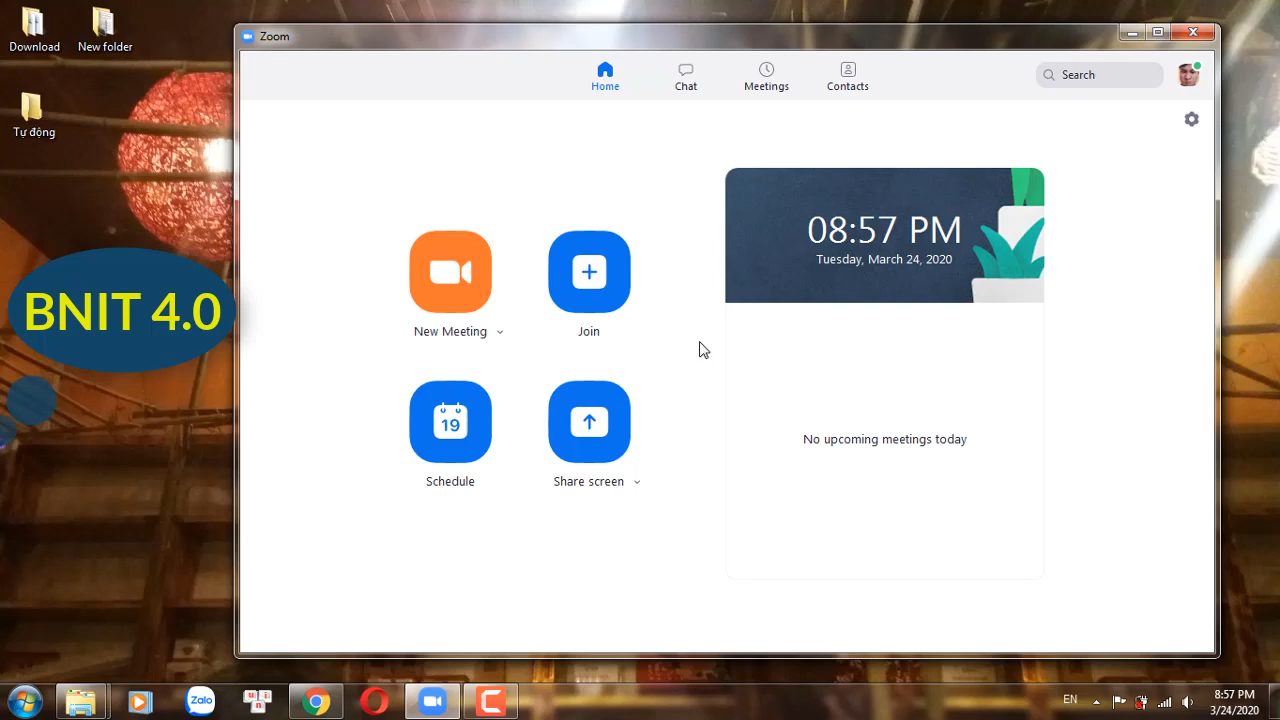 Download
New folder
Tự động
BNIT 4.0
Zoom
Home
Chat
Meetings
Contacts
Search
08:57 PM
Tuesday, March 24, 2020
New Meeting
Join
19
Schedule
Share screen
No upcoming meetings today
Zalo
u i
n
EN
8:57 PM
3/24/2020